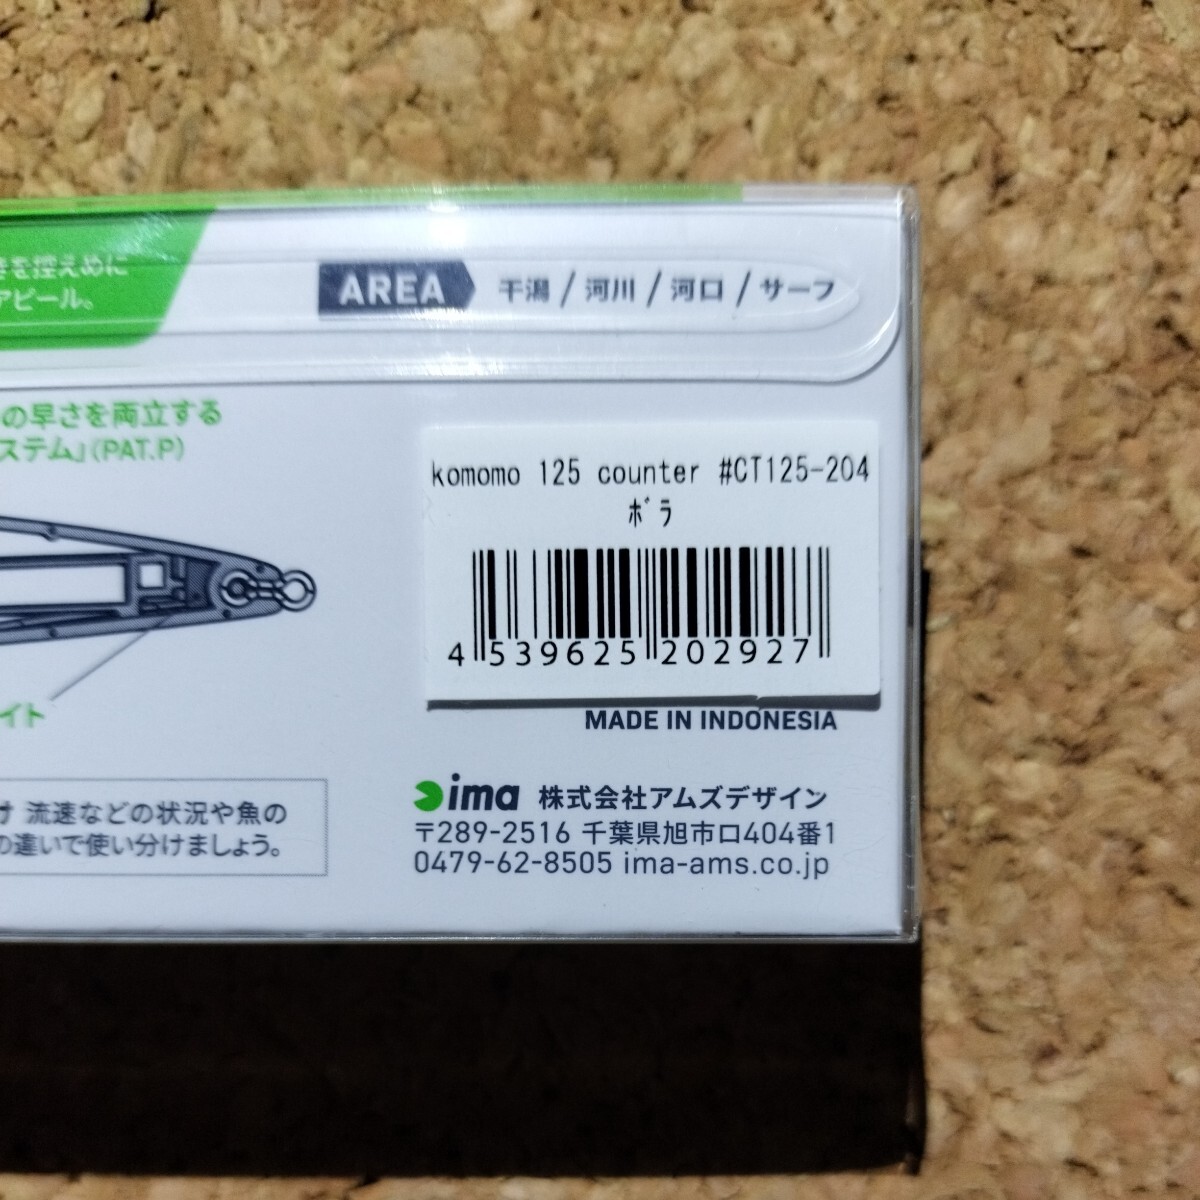 を控えめに
アピール。
AREA 干潟 / 河川 / 河口 / サーフ
の早さを両立する
ステム」(PAT.P)
komomo 125 counter #CT125-204
ﾎﾞﾗ
4 539625 202927
イト
MADE IN INDONESIA
け 流速などの状況や魚の
の違いで使い分けましょう。
ima 株式会社アムズデザイン
〒289-2516 千葉県旭市ロ404番1
0479-62-8505 ima-ams.co.jp